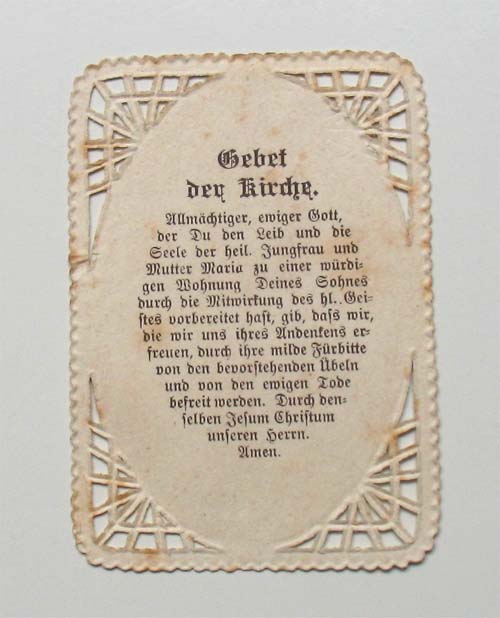 Gebet
der Kirche.
Allmächtiger, ewiger Gott,
der Du den Leib und die
Seele der heil. Jungfrau und
Mutter Maria zu einer würdi-
gen Wohnung Deines Sohnes
durch die Mitwirkung des hl. Gei-
stes vorbereitet hast, gib, dass wir,
die wir uns ihres Andenkens er-
freuen, durch ihre milde Fürbitte
von den bevorstehenden Übeln
und von den ewigen Tode
befreit werden. Durch den-
selben Jesum Christum
unseren Herrn.
Amen.